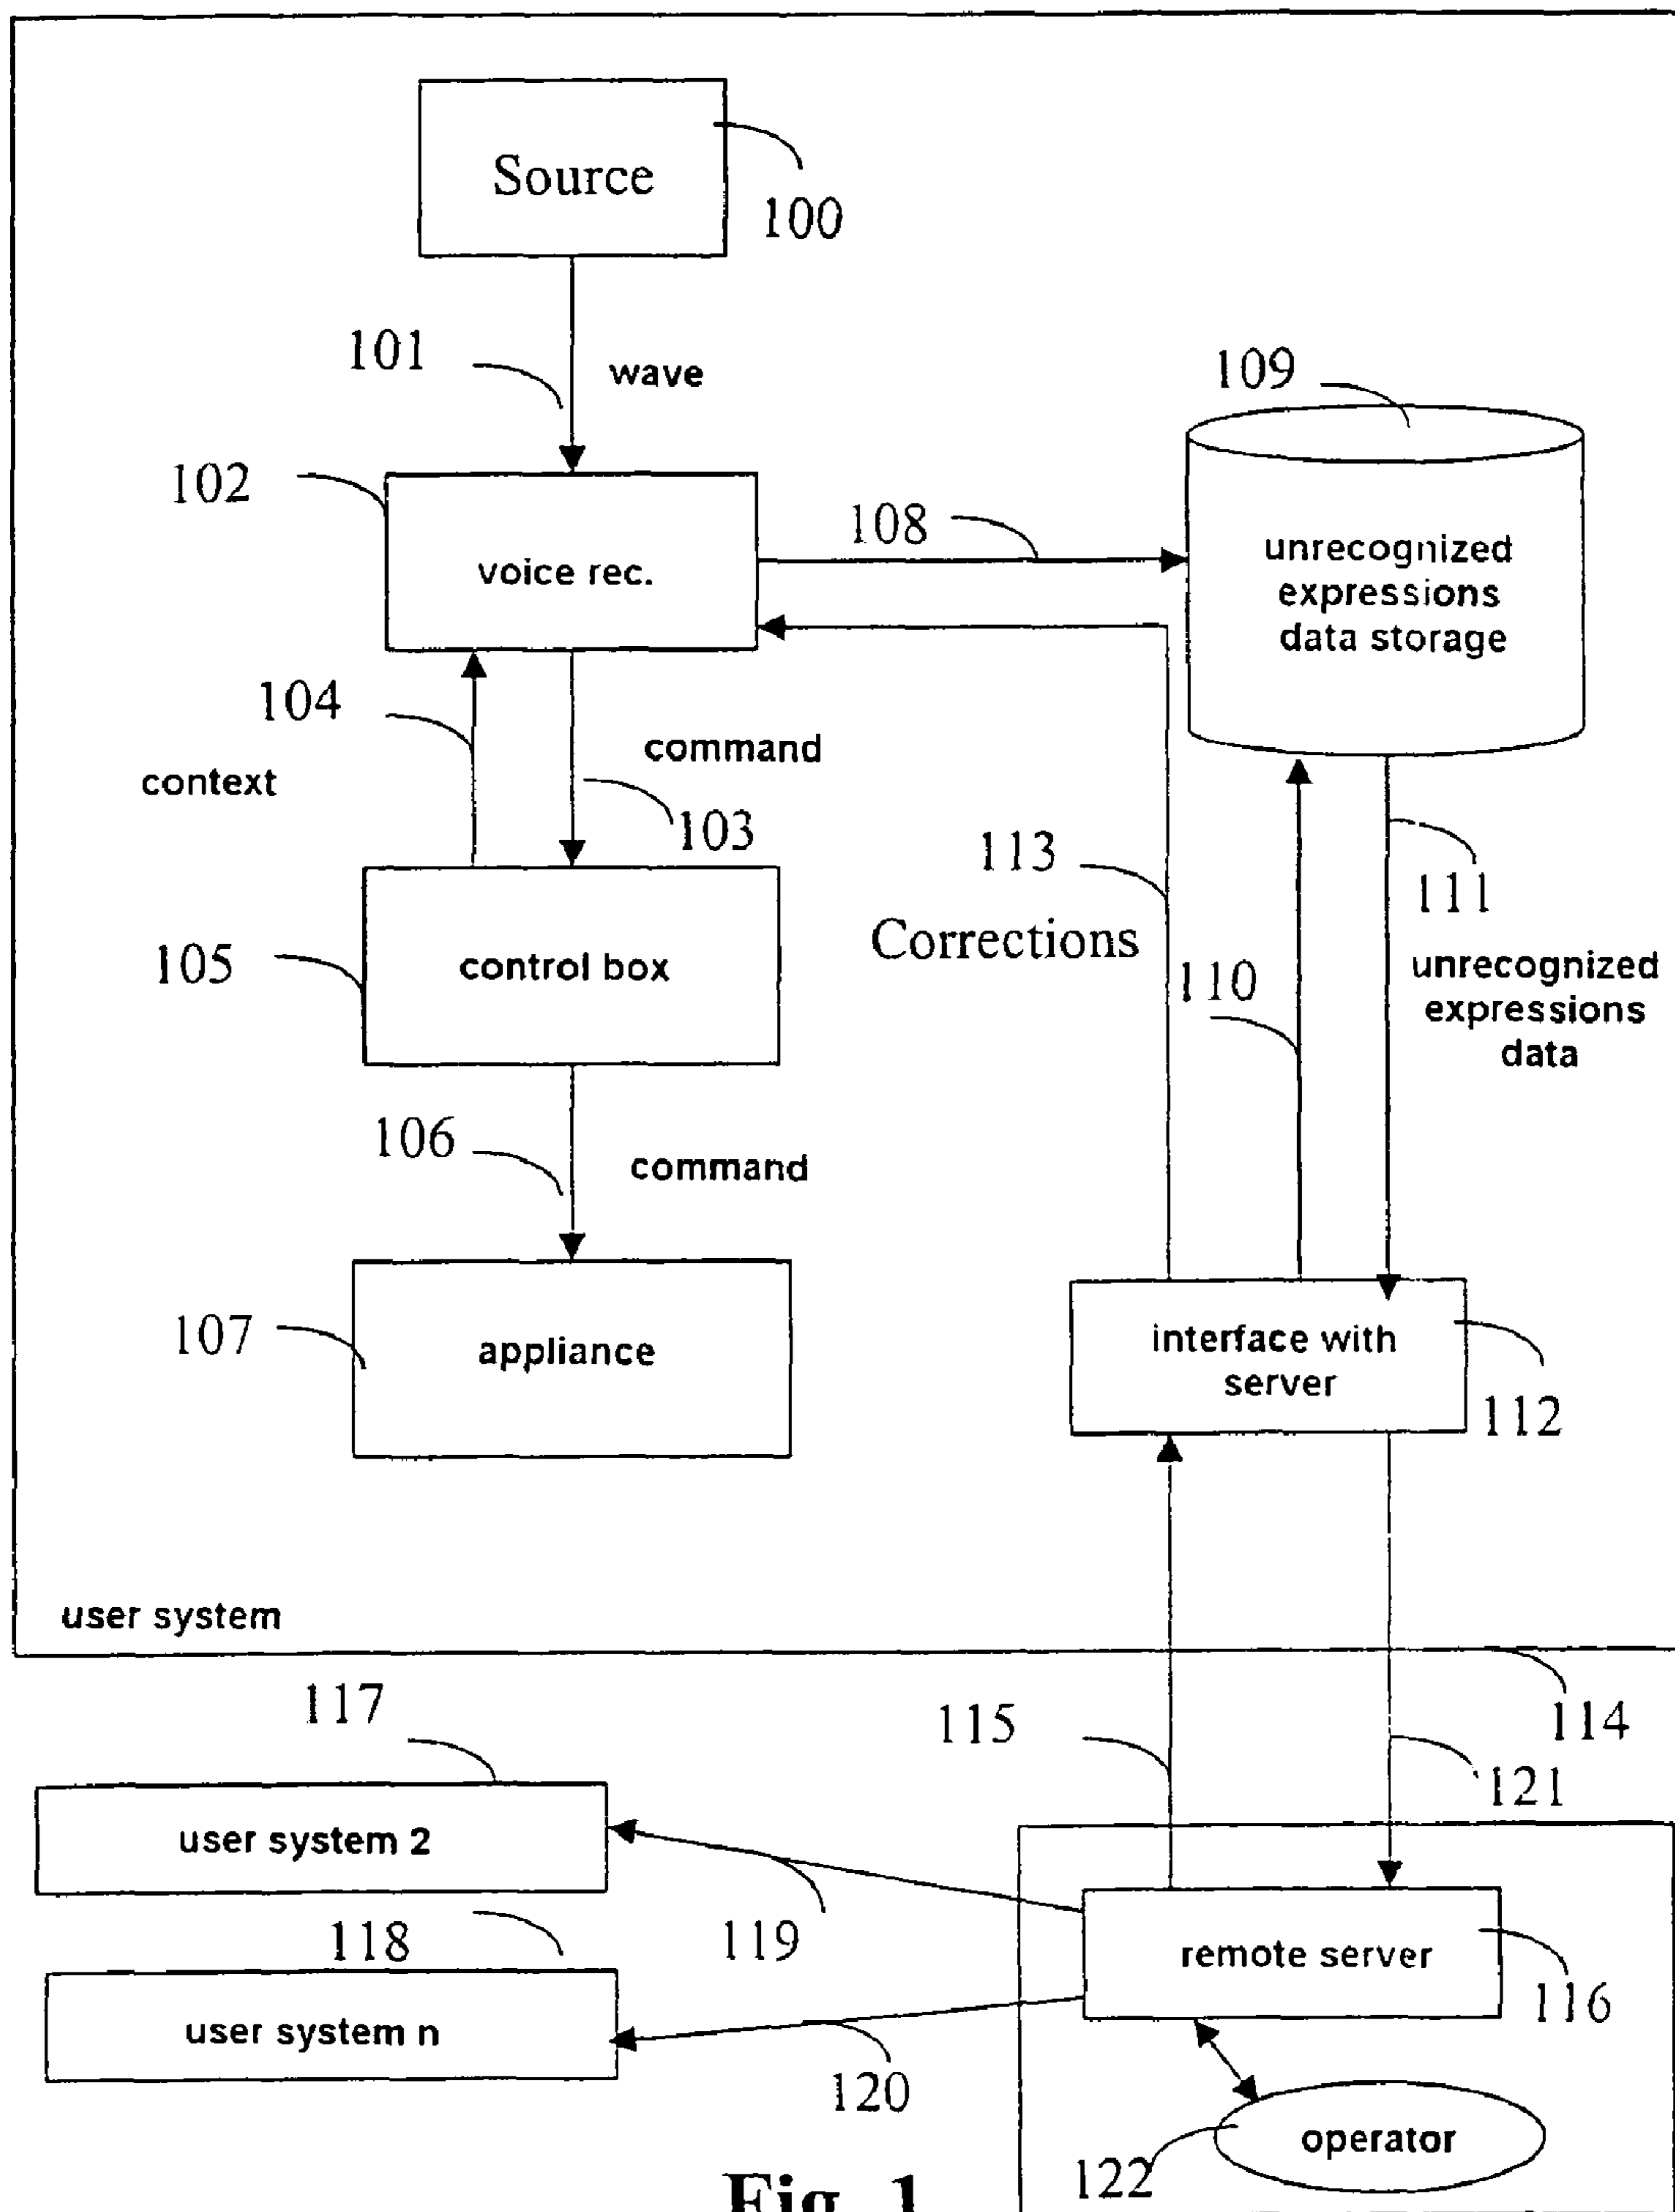 Source
100
101
wave
109
102
108
voice rec.
unrecognized
expressions
data storage
104
context
command
103
113
111
105
control box
Corrections
110
unrecognized
expressions
data
106
command
107
appliance
interface with
server
112
user system
117
115
114
121
user system 2
118
119
remote server
116
user system n
120
operator
122
Fig. 1